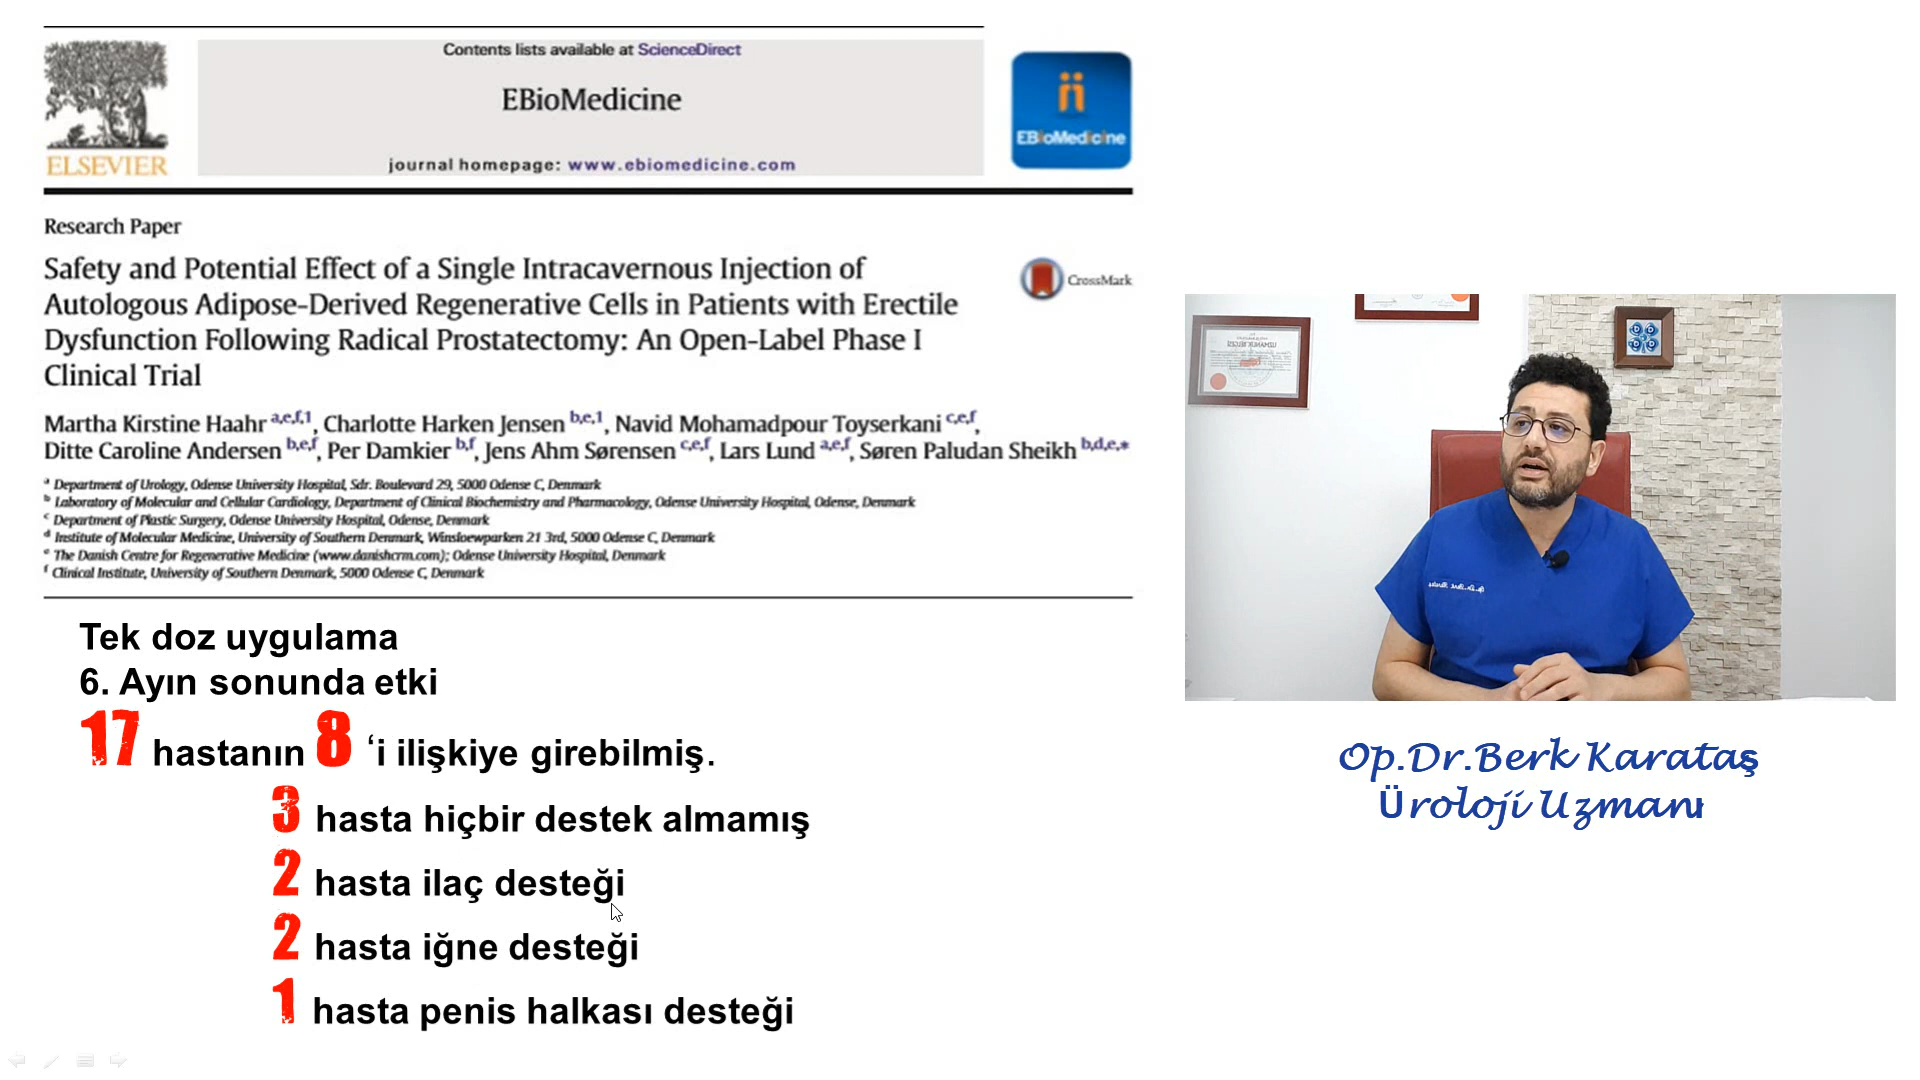 Contents lists available at ScienceDirect
EBioMedicine
journal homepage: www.ebiomedicine.com
ELSEVIER
EBioMedicine
Research Paper
Safety and Potential Effect of a Single Intracavernous Injection of
Autologous Adipose-Derived Regenerative Cells in Patients with Erectile
Dysfunction Following Radical Prostatectomy: An Open-Label Phase I
Clinical Trial
CrossMark
Martha Kirstine Haahr a,e,f,1, Charlotte Harken Jensen b,e,1, Navid Mohamadpour Toyserkani c,e,f,
Ditte Caroline Andersen b,e,f, Per Damkier b,f, Jens Ahm Sørensen c,e,f, Lars Lund a,e,f, Søren Paludan Sheikh b,d,e,*
a Department of Urology, Odense University Hospital, Sdr. Boulevard 29, 5000 Odense C, Denmark
b Laboratory of Molecular and Cellular Cardiology, Department of Clinical Biochemistry and Pharmacology, Odense University Hospital, Odense, Denmark
c Department of Plastic Surgery, Odense University Hospital, Odense, Denmark
d Institute of Molecular Medicine, University of Southern Denmark, Winsloewparken 21 3rd, 5000 Odense C, Denmark
e The Danish Centre for Regenerative Medicine (www.danishcrm.com); Odense University Hospital, Denmark
f Clinical Institute, University of Southern Denmark, 5000 Odense C, Denmark
Tek doz uygulama
6. Ayın sonunda etki
17 hastanın 8 ‘i ilişkiye girebilmiş.
3 hasta hiçbir destek almamış
2 hasta ilaç desteği
2 hasta iğne desteği
1 hasta penis halkası desteği
UZMANLIK BELGESİ
Op.Dr.Berk Karataş
Üroloji Uzmanı